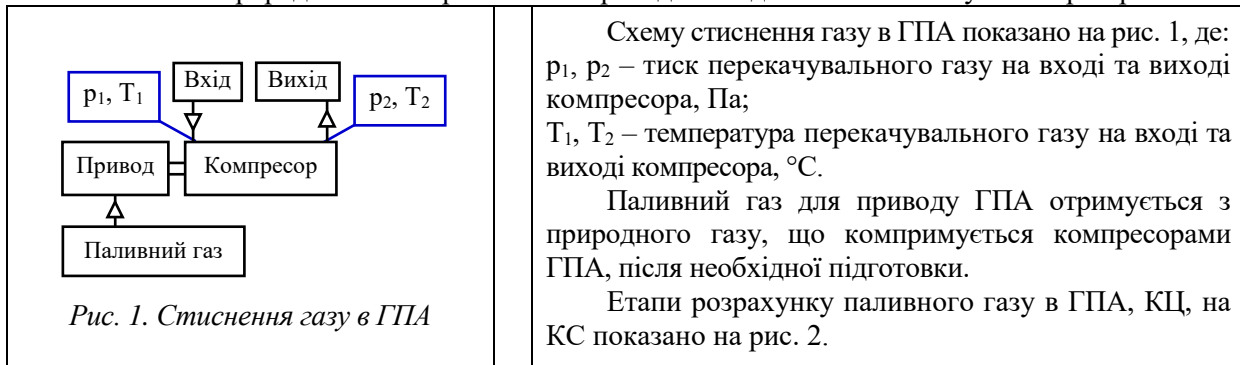 Вхід
Вихід
p₁, T₁
p₂, T₂
Привод
Компресор
Паливний газ
Рис. 1. Стиснення газу в ГПА
Схему стиснення газу в ГПА показано на рис. 1, де:
p₁, p₂ – тиск перекачувального газу на вході та виході
компресора, Па;
T₁, T₂ – температура перекачувального газу на вході та
виході компресора, °C.
Паливний газ для приводу ГПА отримується з
природного газу, що компримується компресорами
ГПА, після необхідної підготовки.
Етапи розрахунку паливного газу в ГПА, КЦ, на
КС показано на рис. 2.